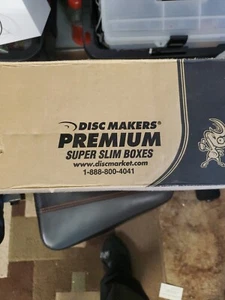 DISC MAKERS®
PREMIUM
SUPER SLIM BOXES
www.discmarket.com
1-888-800-4041